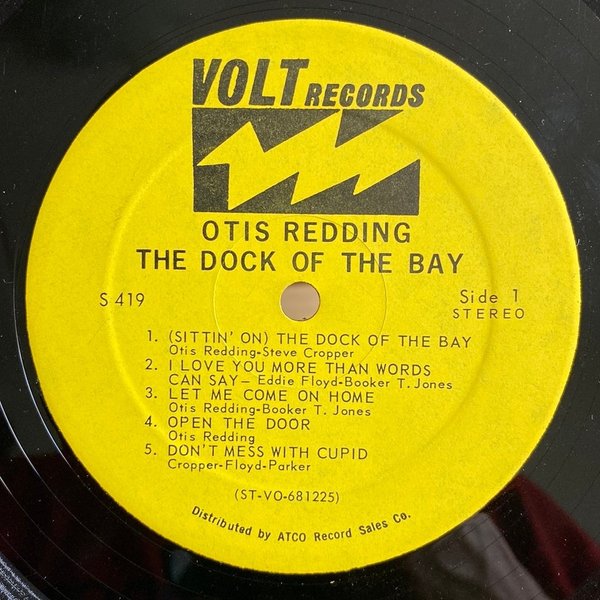 VOLT RECORDS
OTIS REDDING
THE DOCK OF THE BAY
S 419
Side 1
STEREO
1. (SITTIN' ON) THE DOCK OF THE BAY
Otis Redding-Steve Cropper
2. I LOVE YOU MORE THAN WORDS
CAN SAY – Eddie Floyd-Booker T. Jones
3. LET ME COME ON HOME
Otis Redding-Booker T. Jones
4. OPEN THE DOOR
Otis Redding
5. DON'T MESS WITH CUPID
Cropper-Floyd-Parker
(ST-VO-681225)
Distributed by ATCO Record Sales Co.